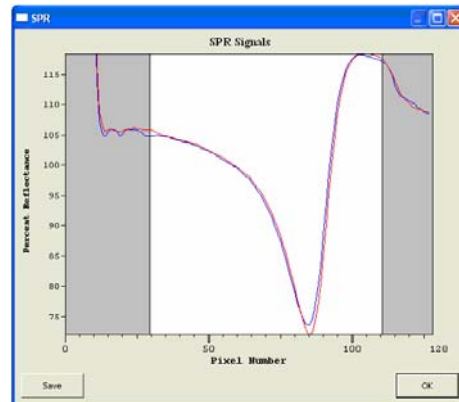 SPR
SPR Signals
115
110
105
100
95
90
85
80
75
Percent Reflectance
0
50
100
120
Pixel Number
Save
OK